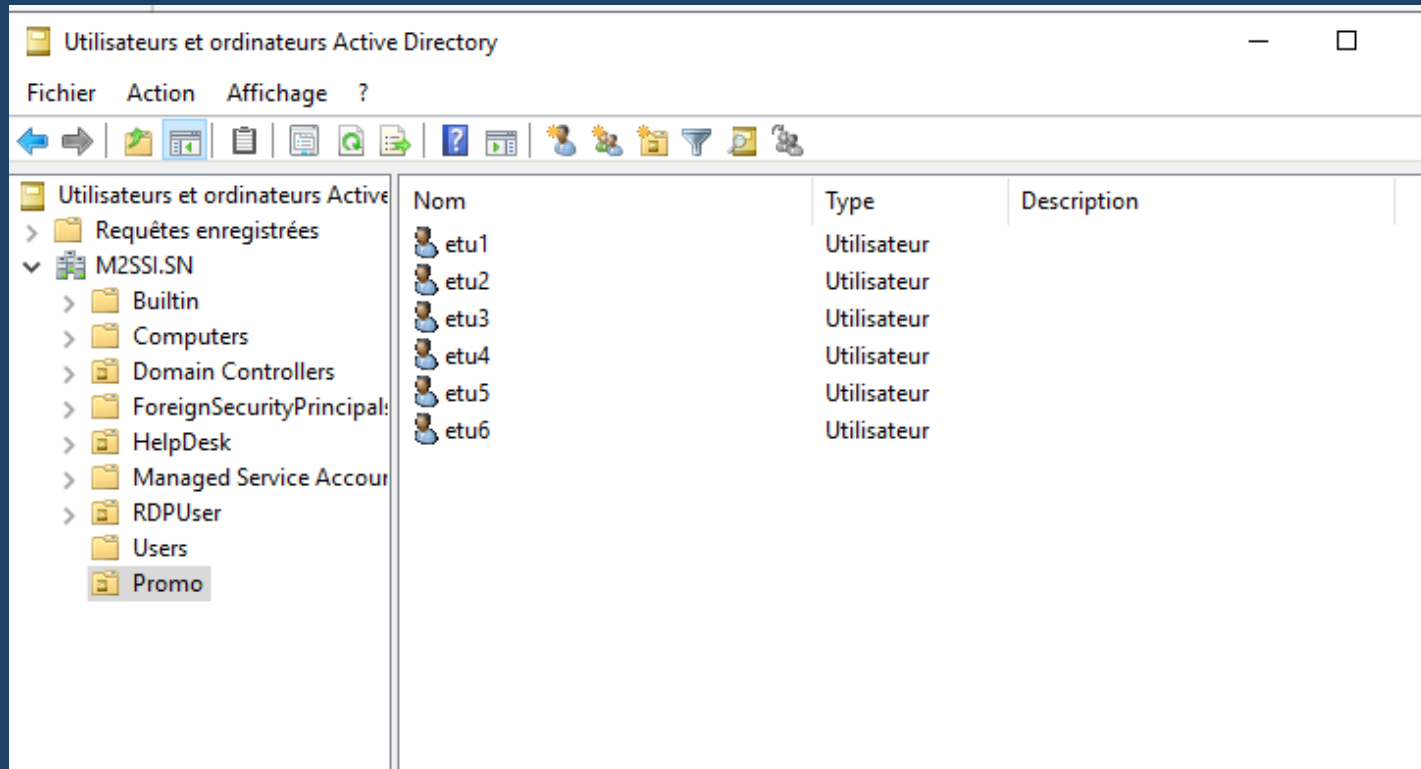 Utilisateurs et ordinateurs Active Directory
Fichier Action Affichage ?
Utilisateurs et ordinateurs Active
Requêtes enregistrées
M2SSI.SN
Builtin
Computers
Domain Controllers
ForeignSecurityPrincipals
HelpDesk
Managed Service Accour
RDPUser
Users
Promo
Nom Type Description
etu1 Utilisateur
etu2 Utilisateur
etu3 Utilisateur
etu4 Utilisateur
etu5 Utilisateur
etu6 Utilisateur